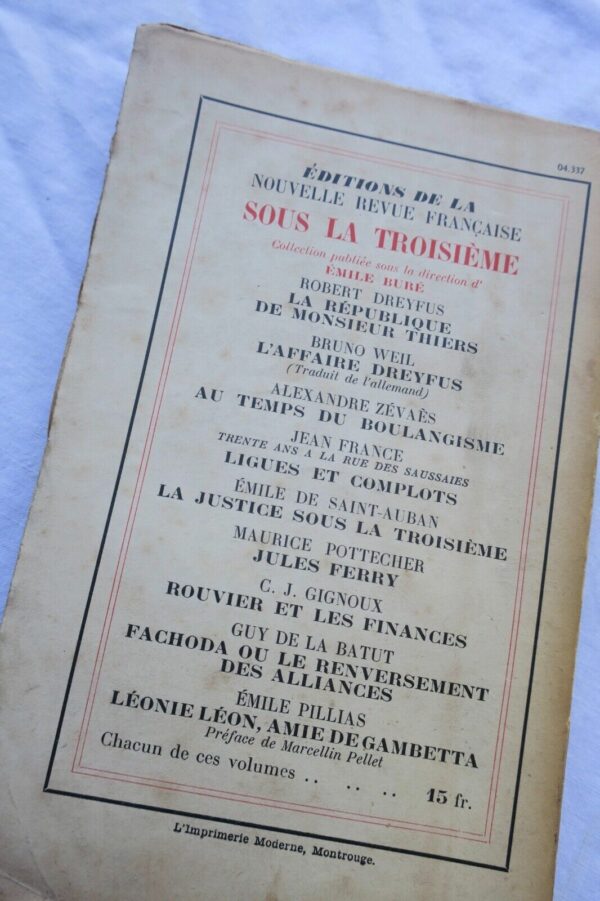 04.337
ÉDITIONS DE LA
NOUVELLE REVUE FRANÇAISE
SOUS LA TROISIÈME
Collection publiée sous la direction d'
ÉMILE BURÉ
ROBERT DREYFUS
LA RÉPUBLIQUE
DE MONSIEUR THIERS
BRUNO WEIL
L'AFFAIRE DREYFUS
(Traduit de l'allemand)
ALEXANDRE ZÉVAÈS
AU TEMPS DU BOULANGISME
JEAN FRANCE
TRENTE ANS A LA RUE DES SAUSSAIES
LIGUES ET COMPLOTS
ÉMILE DE SAINT-AUBAN
LA JUSTICE SOUS LA TROISIÈME
MAURICE POTTECHER
JULES FERRY
C. J. GIGNOUX
ROUVIER ET LES FINANCES
GUY DE LA BATUT
FACHODA OU LE RENVERSEMENT
DES ALLIANCES
ÉMILE PILLIAS
LÉONIE LÉON, AMIE DE GAMBETTA
Préface de Marcellin Pellet
Chacun de ces volumes .. .. .. 15 fr.
L'Imprimerie Moderne, Montrouge.